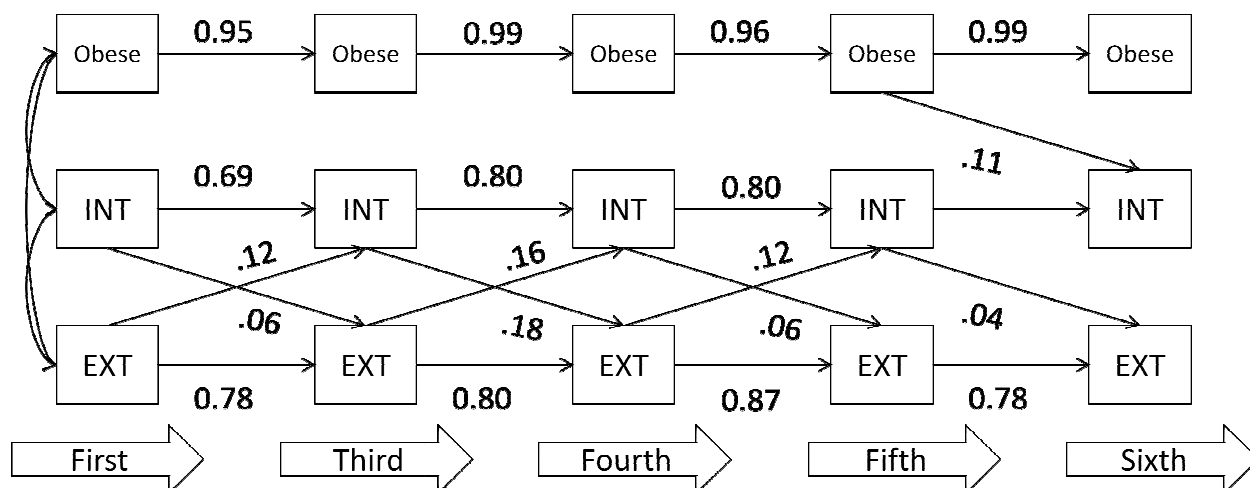 0.95 0.99 0.96 0.99
Obese Obese Obese Obese Obese
.11
0.69 0.80 0.80
INT INT INT INT INT
.12 .16 .12
.06 .18 .06 .04
EXT EXT EXT EXT EXT
0.78 0.80 0.87 0.78
First Third Fourth Fifth Sixth